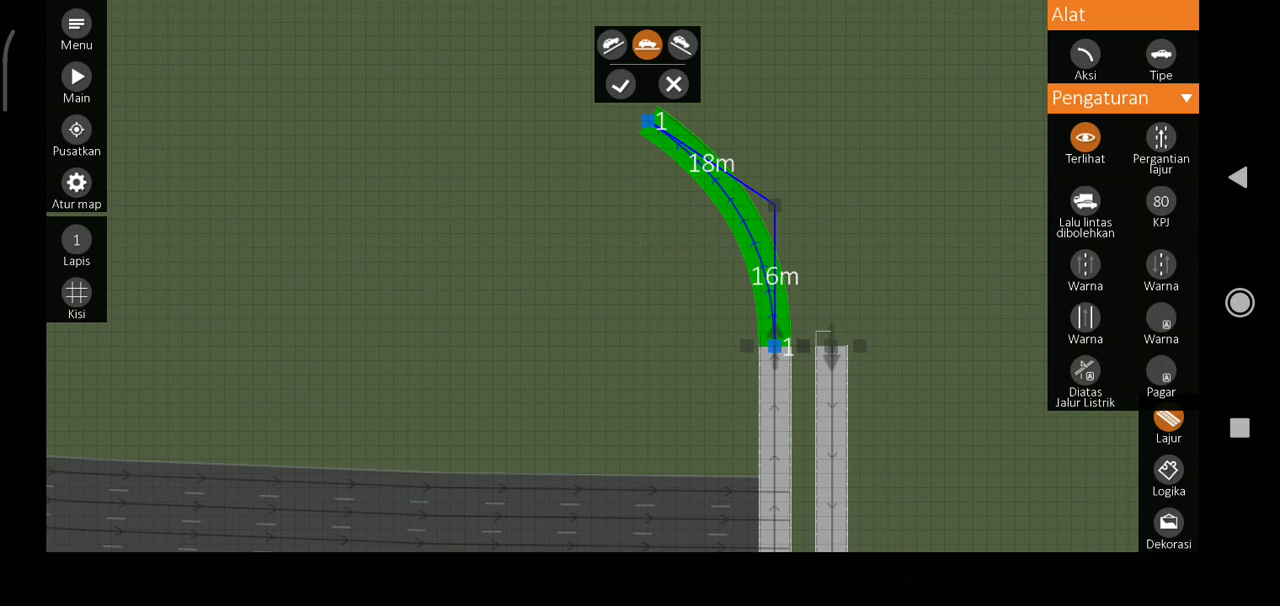 Menu
Main
Pusatkan
Atur map
1
Lapis
Kisi
1
18m
16m
1
Alat
Aksi
Tipe
Pengaturan
Terlihat
Pergantian
lajur
Lalu lintas
dibolehkan
80
KPJ
Warna
Warna
Warna
A
Warna
A
Diatas
Jalur Listrik
A
Pagar
Lajur
Logika
Dekorasi